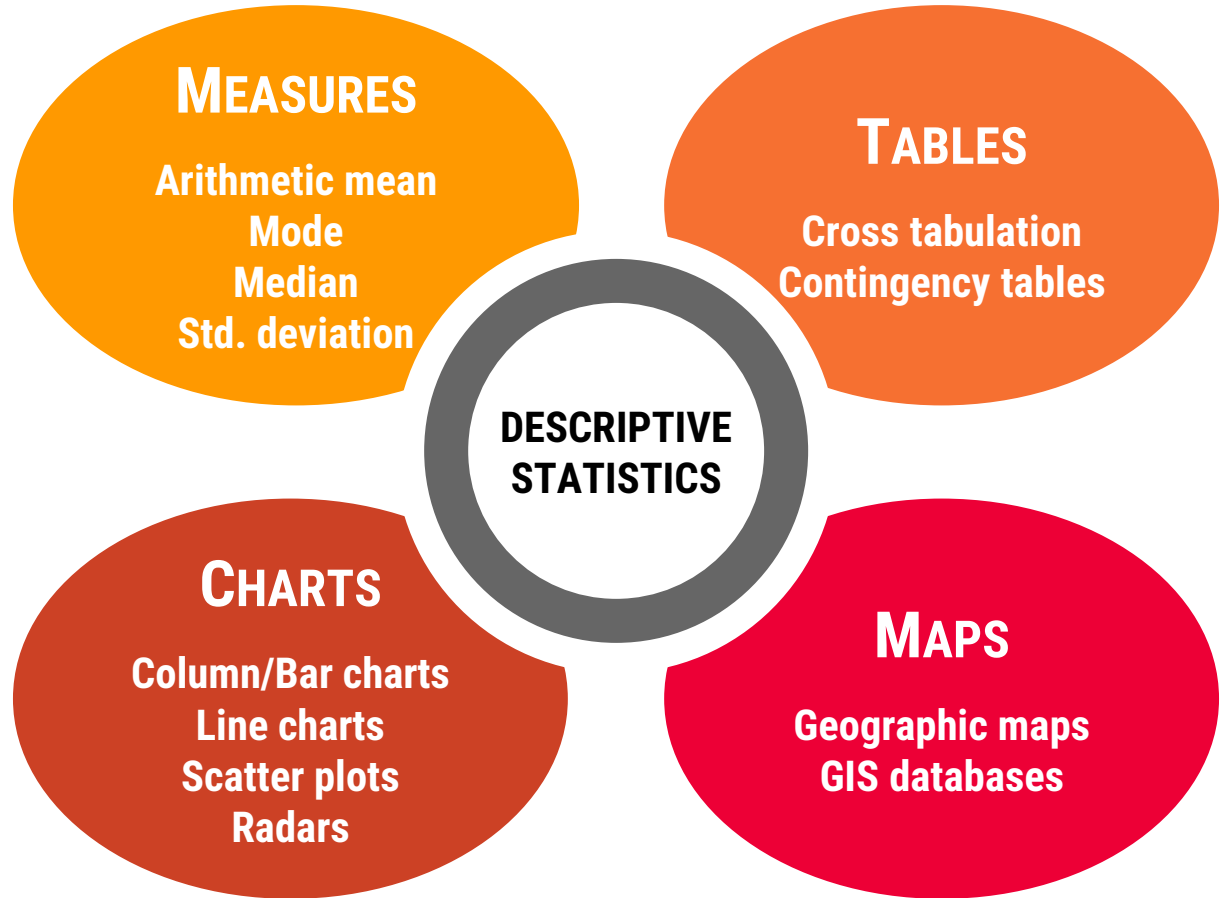 MEASURES
Arithmetic mean
Mode
Median
Std. deviation
TABLES
Cross tabulation
Contingency tables
DESCRIPTIVE
STATISTICS
CHARTS
Column/Bar charts
Line charts
Scatter plots
Radars
MAPS
Geographic maps
GIS databases